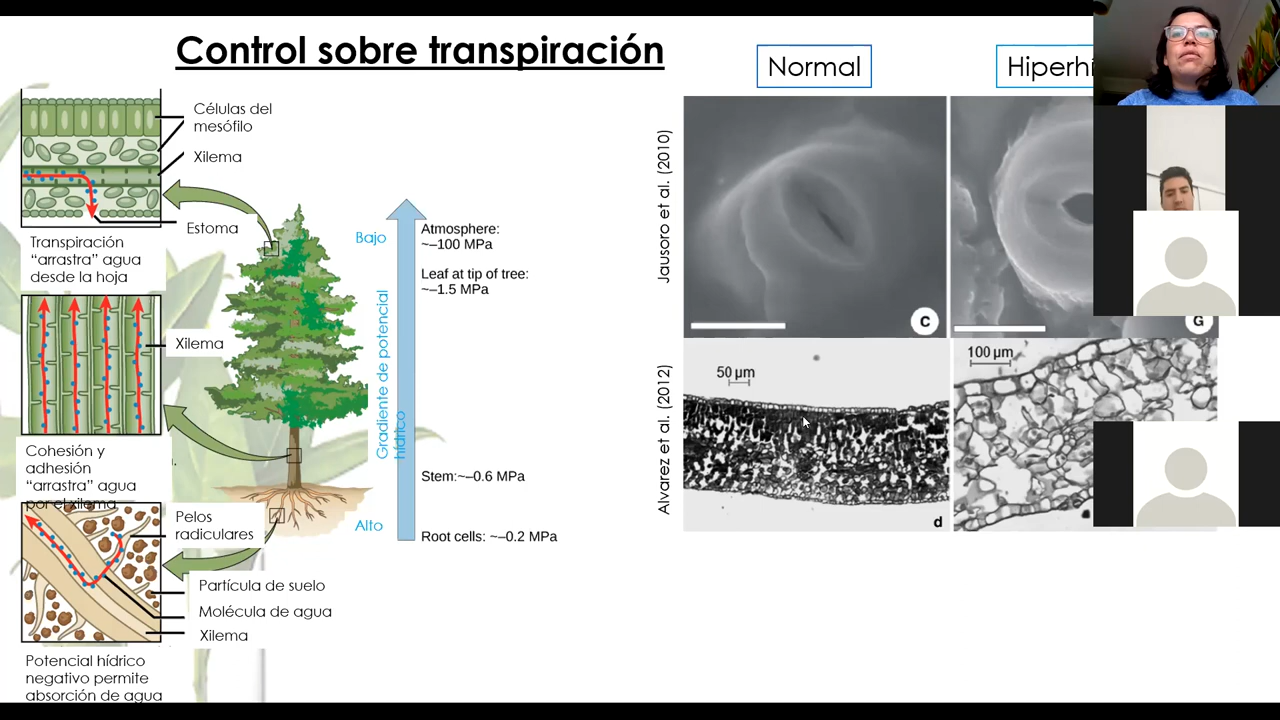 Control sobre transpiración
Células del
mesófilo
Xilema
Estoma
Transpiración
“arrastra” agua
desde la hoja
Xilema
Cohesión y
adhesión
“arrastra” agua
por el xilema
Pelos
radiculares
Partícula de suelo
Molécula de agua
Xilema
Potencial hídrico
negativo permite
absorción de agua
Bajo
Gradiente de potencial
hídrico
Alto
Atmosphere:
~–100 MPa
Leaf at tip of tree:
~–1.5 MPa
Stem:~–0.6 MPa
Root cells: ~–0.2 MPa
Normal
Hiperhi
Jausoro et al. (2010)
C
G
Alvarez et al. (2012)
50 µm
d
100 µm